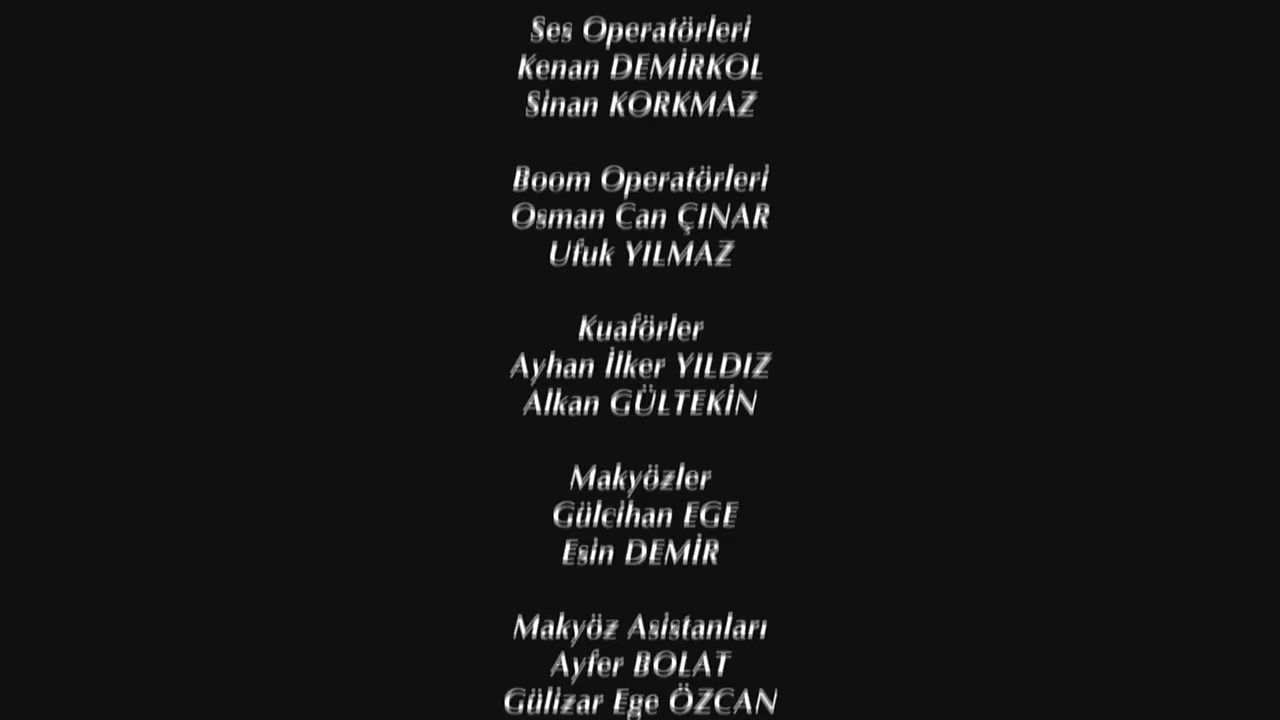 Ses Operatörleri
Kenan DEMİRKOL
Sinan KORKMAZ
Boom Operatörleri
Osman Can ÇINAR
Ufuk YILMAZ
Kuaförler
Ayhan İlker YILDIZ
Alkan GÜLTEKİN
Makyözler
Gülcihan EGE
Esin DEMİR
Makyöz Asistanları
Ayfer BOLAT
Gülizar Ege ÖZCAN